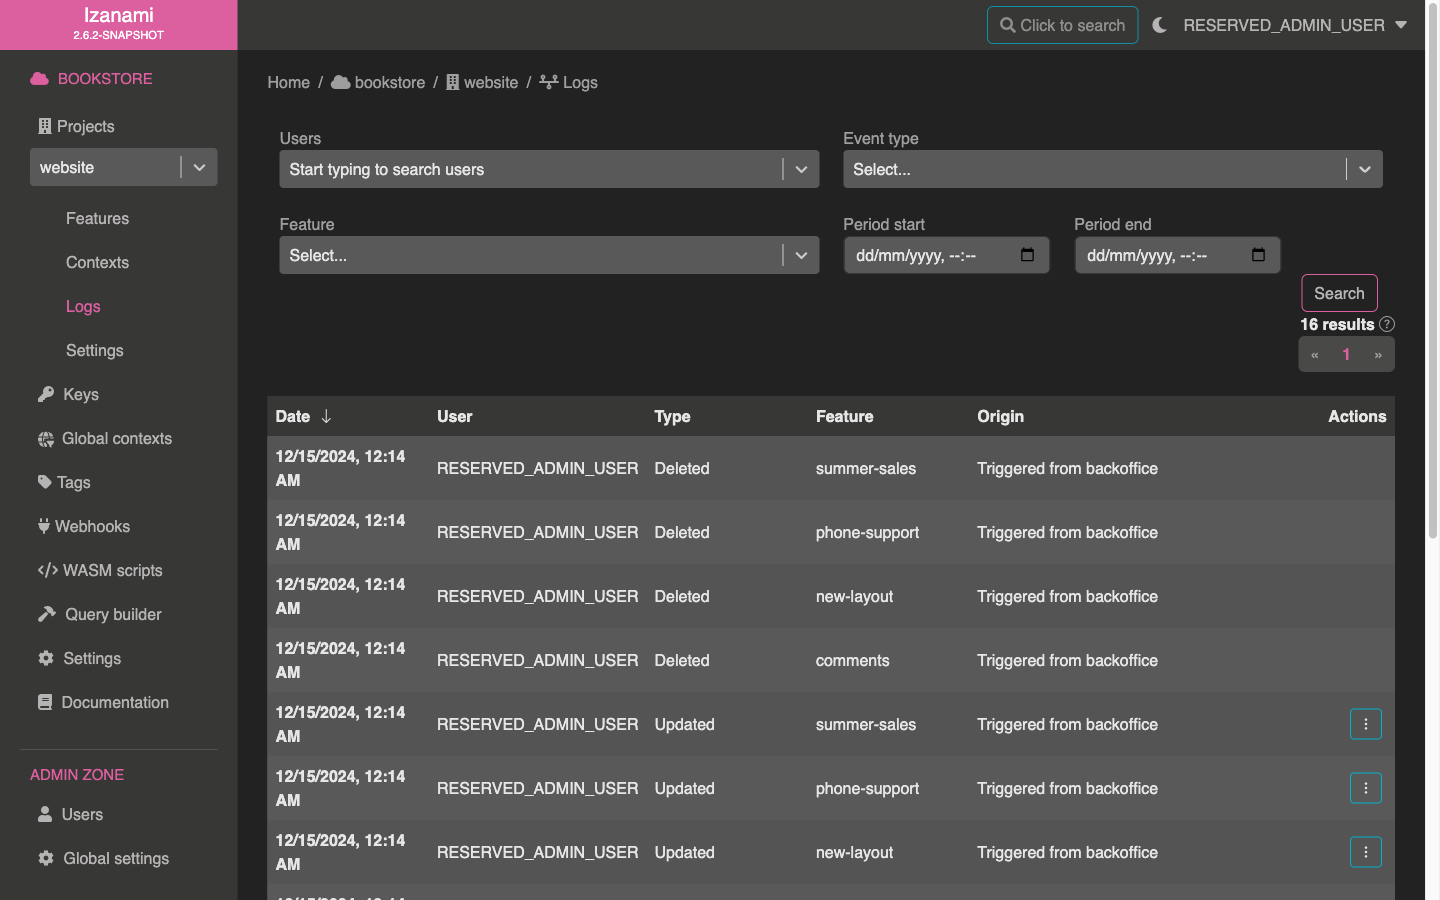 Izanami
2.6.2-SNAPSHOT
Click to search
RESERVED_ADMIN_USER
BOOKSTORE
Projects
website
Features
Contexts
Logs
Settings
Keys
Global contexts
Tags
Webhooks
WASM scripts
Query builder
Settings
Documentation
ADMIN ZONE
Users
Global settings
Home / bookstore / website / Logs
Users
Start typing to search users
Event type
Select...
Feature
Select...
Period start
dd/mm/yyyy, --:--
Period end
dd/mm/yyyy, --:--
Search
16 results ?
« 1 »
Date ↓ User Type Feature Origin Actions
12/15/2024, 12:14 AM RESERVED_ADMIN_USER Deleted summer-sales Triggered from backoffice
12/15/2024, 12:14 AM RESERVED_ADMIN_USER Deleted phone-support Triggered from backoffice
12/15/2024, 12:14 AM RESERVED_ADMIN_USER Deleted new-layout Triggered from backoffice
12/15/2024, 12:14 AM RESERVED_ADMIN_USER Deleted comments Triggered from backoffice
12/15/2024, 12:14 AM RESERVED_ADMIN_USER Updated summer-sales Triggered from backoffice
12/15/2024, 12:14 AM RESERVED_ADMIN_USER Updated phone-support Triggered from backoffice
12/15/2024, 12:14 AM RESERVED_ADMIN_USER Updated new-layout Triggered from backoffice